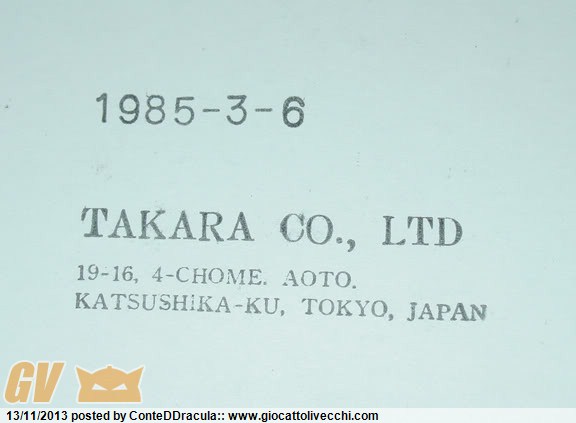 1985-3-6
TAKARA CO., LTD
19-16, 4-CHOME. AOTO.
KATSUSHIKA-KU, TOKYO, JAPAN
GV
13/11/2013 posted by ConteDDracula:: www.giocattolivecchi.com